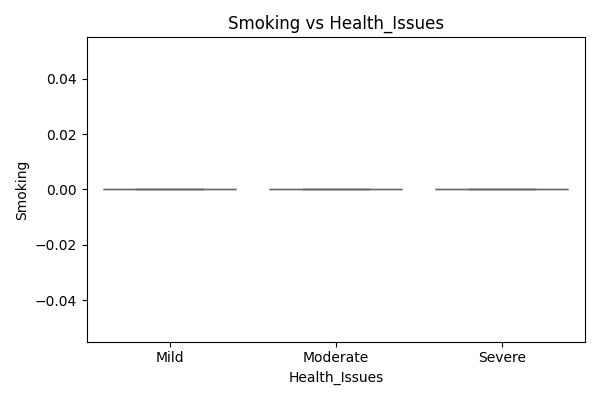 Smoking vs Health_Issues
0.04
0.02
0.00
−0.02
−0.04
Smoking
Mild Moderate Severe
Health_Issues